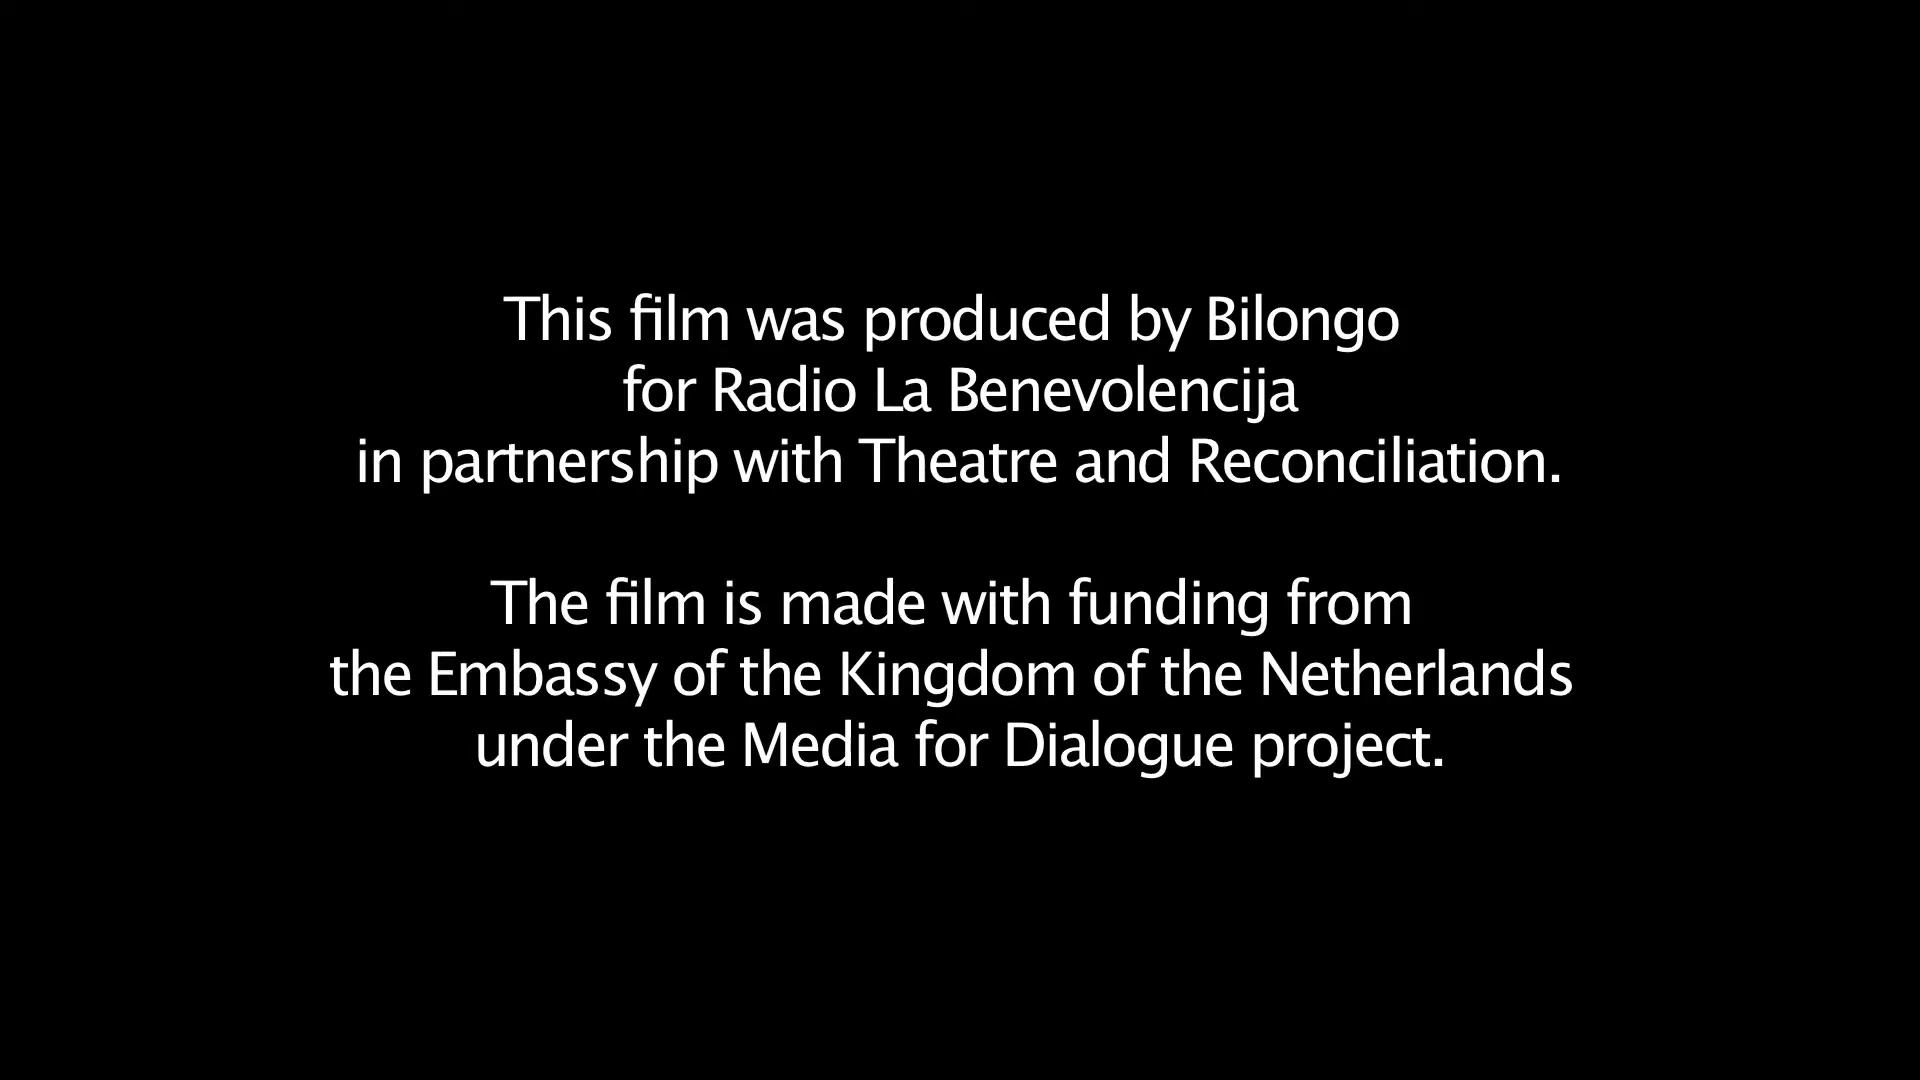 This film was produced by Bilongo
for Radio La Benevolencija
in partnership with Theatre and Reconciliation.
The film is made with funding from
the Embassy of the Kingdom of the Netherlands
under the Media for Dialogue project.